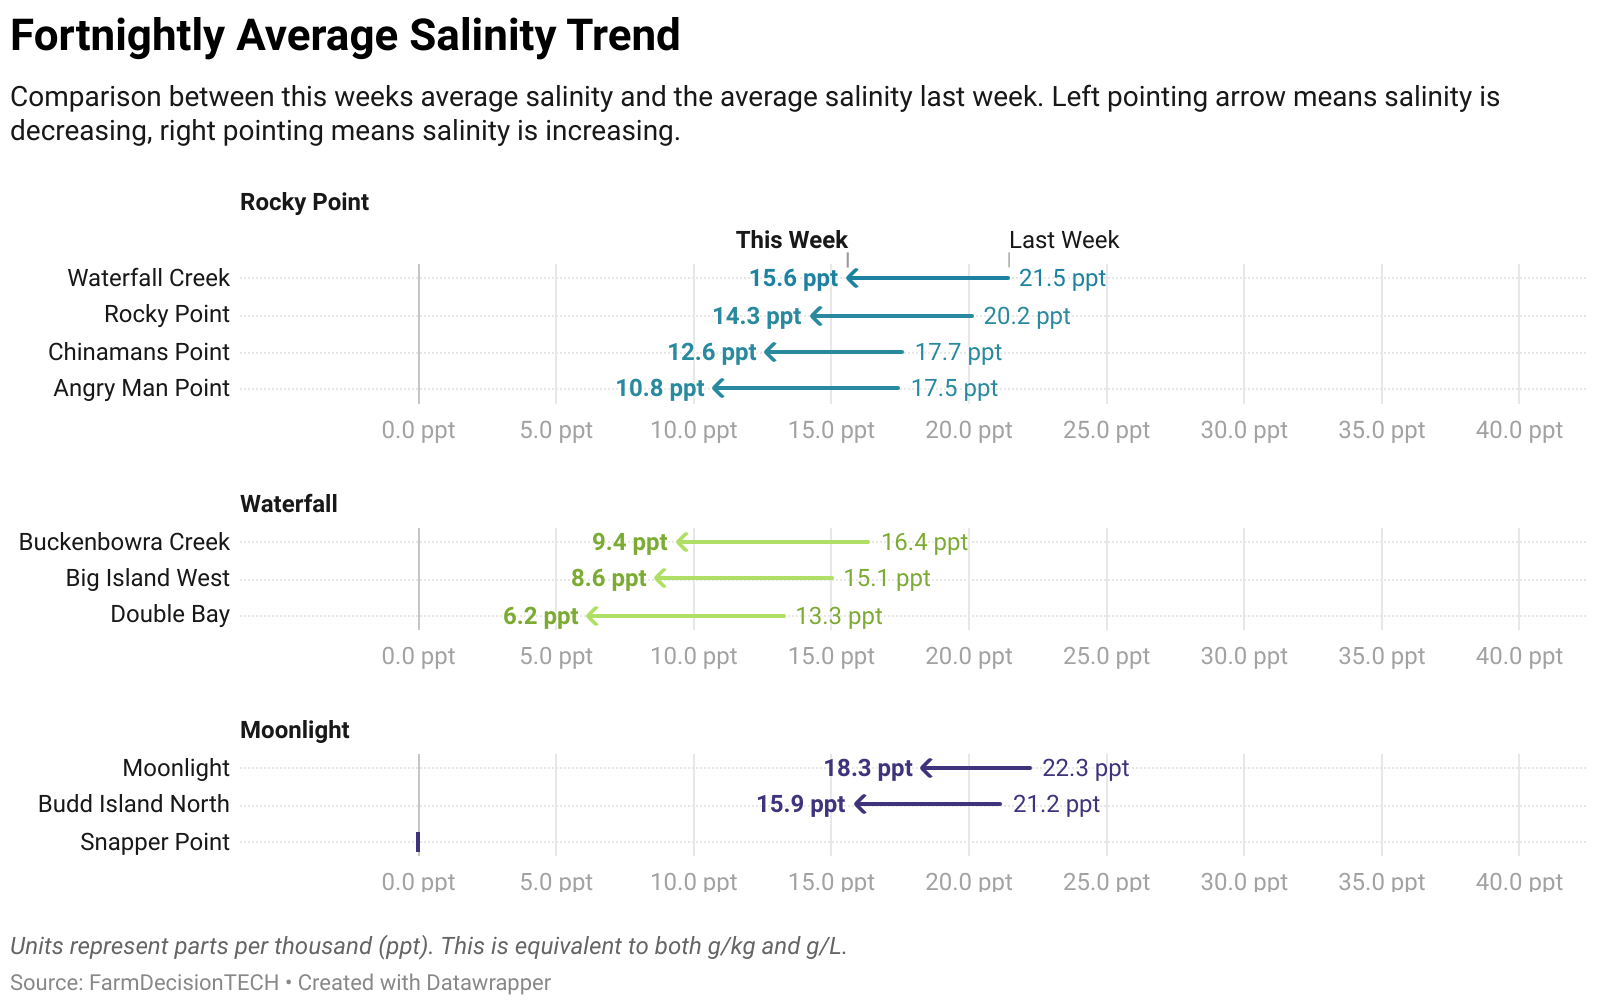 Fortnightly Average Salinity Trend
Comparison between this weeks average salinity and the average salinity last week. Left pointing arrow means salinity is
decreasing, right pointing means salinity is increasing.
Rocky Point
This Week Last Week
Waterfall Creek 15.6 ppt 21.5 ppt
Rocky Point 14.3 ppt 20.2 ppt
Chinamans Point 12.6 ppt 17.7 ppt
Angry Man Point 10.8 ppt 17.5 ppt
0.0 ppt 5.0 ppt 10.0 ppt 15.0 ppt 20.0 ppt 25.0 ppt 30.0 ppt 35.0 ppt 40.0 ppt
Waterfall
Buckenbowra Creek 9.4 ppt 16.4 ppt
Big Island West 8.6 ppt 15.1 ppt
Double Bay 6.2 ppt 13.3 ppt
0.0 ppt 5.0 ppt 10.0 ppt 15.0 ppt 20.0 ppt 25.0 ppt 30.0 ppt 35.0 ppt 40.0 ppt
Moonlight
Moonlight 18.3 ppt 22.3 ppt
Budd Island North 15.9 ppt 21.2 ppt
Snapper Point
0.0 ppt 5.0 ppt 10.0 ppt 15.0 ppt 20.0 ppt 25.0 ppt 30.0 ppt 35.0 ppt 40.0 ppt
Units represent parts per thousand (ppt). This is equivalent to both g/kg and g/L.
Source: FarmDecisionTECH • Created with Datawrapper